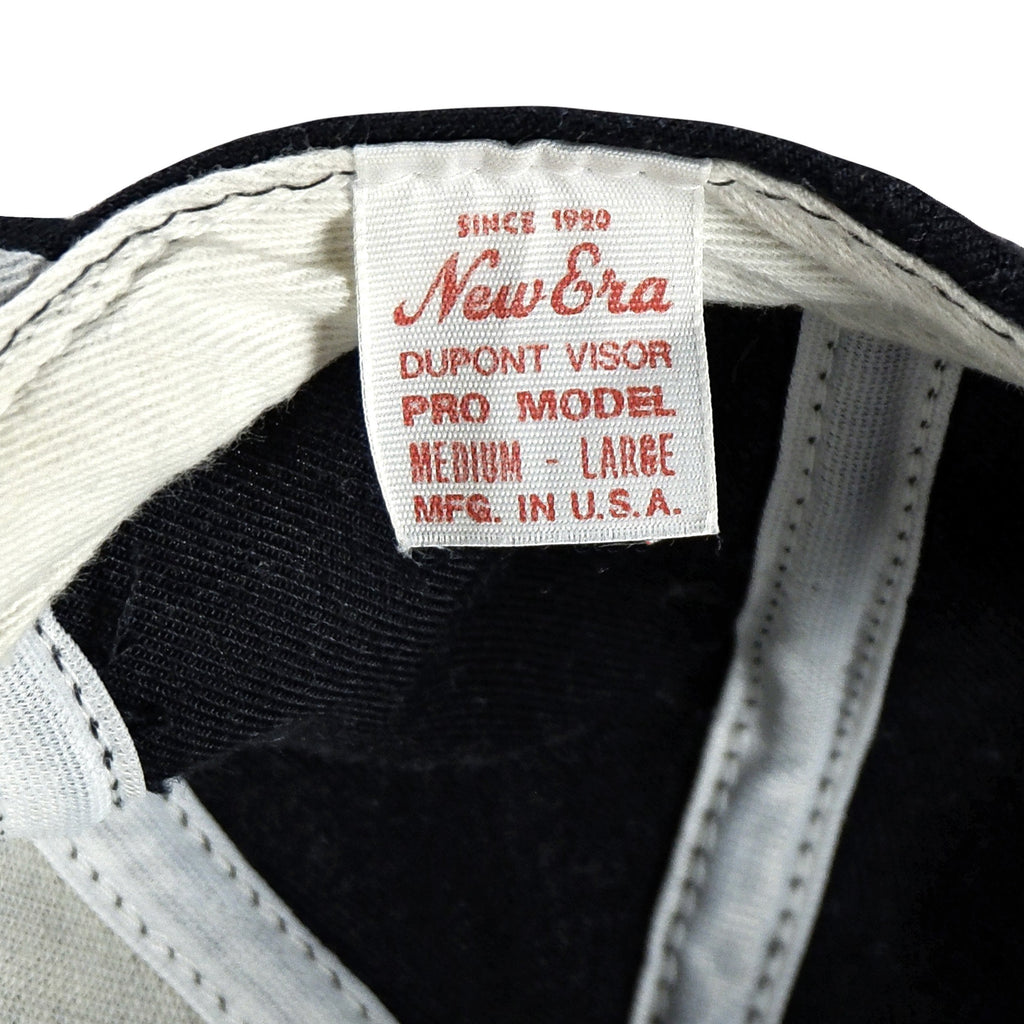 SINCE 1920
New Era
DUPONT VISOR
PRO MODEL
MEDIUM - LARGE
MFG. IN U.S.A.